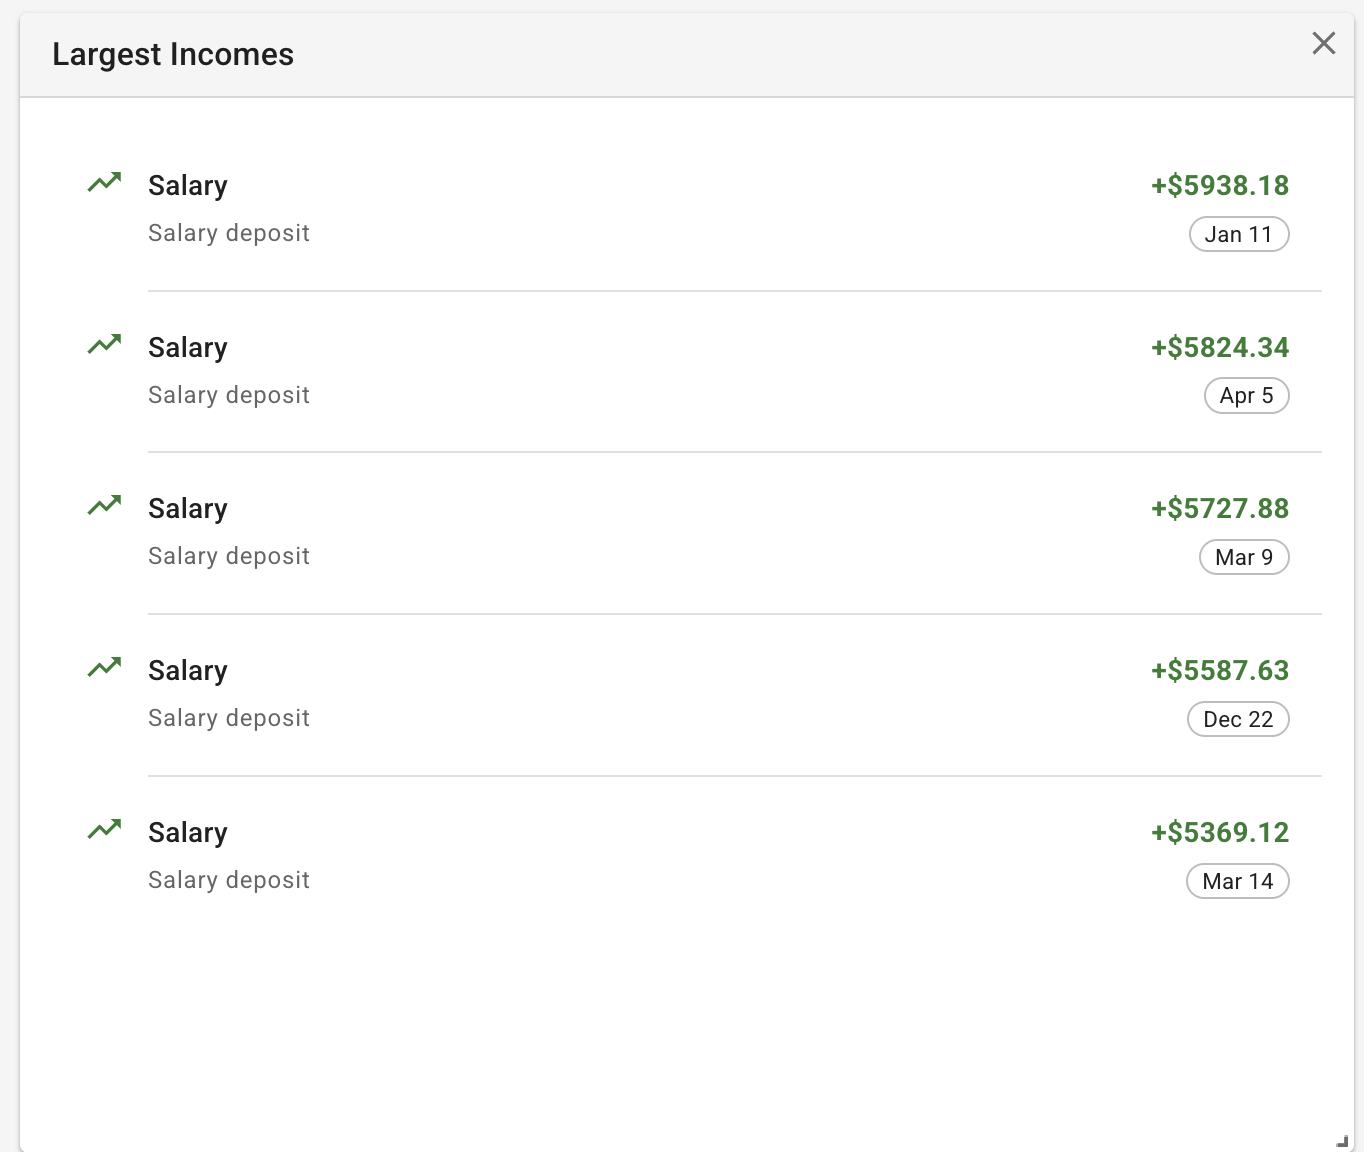 Largest Incomes
Salary
+$5938.18
Salary deposit
Jan 11
Salary
+$5824.34
Salary deposit
Apr 5
Salary
+$5727.88
Salary deposit
Mar 9
Salary
+$5587.63
Salary deposit
Dec 22
Salary
+$5369.12
Salary deposit
Mar 14